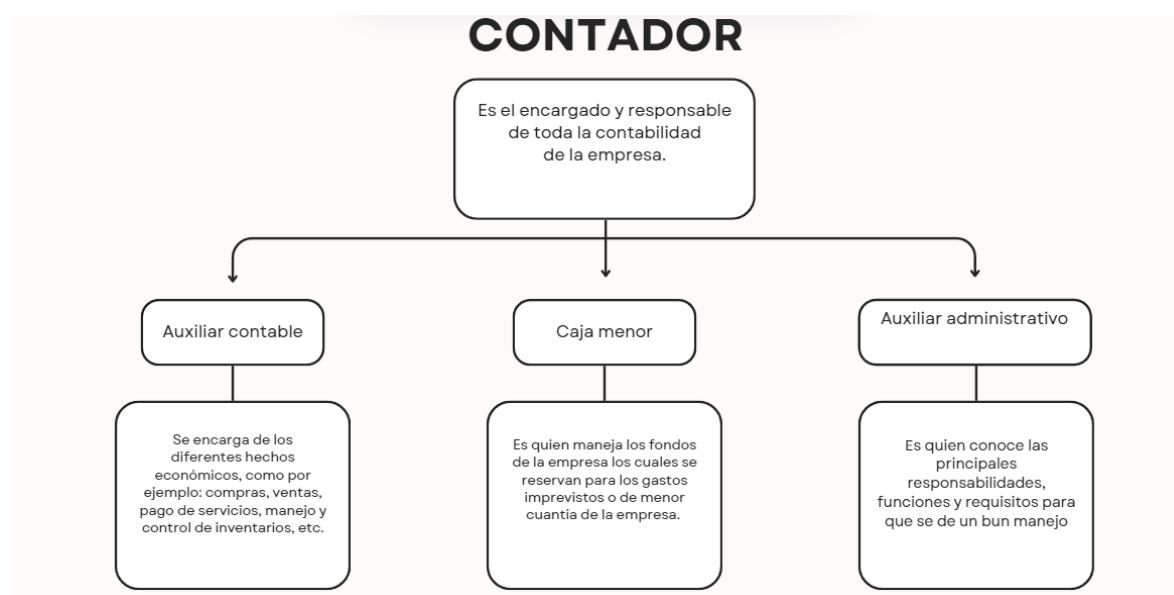 CONTADOR
Es el encargado y responsable
de toda la contabilidad
de la empresa.
Auxiliar contable
Caja menor
Auxiliar administrativo
Se encarga de los
diferentes hechos
económicos, como por
ejemplo: compras, ventas,
pago de servicios, manejo y
control de inventarios, etc.
Es quien maneja los fondos
de la empresa los cuales se
reservan para los gastos
imprevistos o de menor
cuantía de la empresa.
Es quien conoce las
principales
responsabilidades,
funciones y requisitos para
que se de un bun manejo